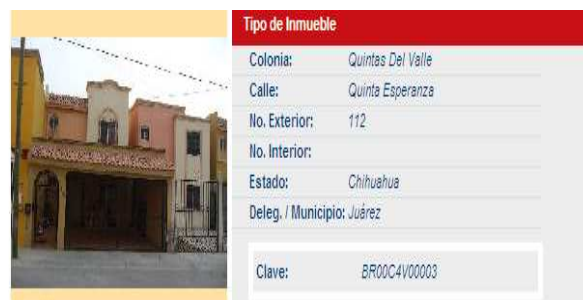 Tipo de Inmueble
Colonia: Quintas Del Valle
Calle: Quinta Esperanza
No. Exterior: 112
No. Interior:
Estado: Chihuahua
Deleg. / Municipio: Juárez
Clave: BR00C4V00003